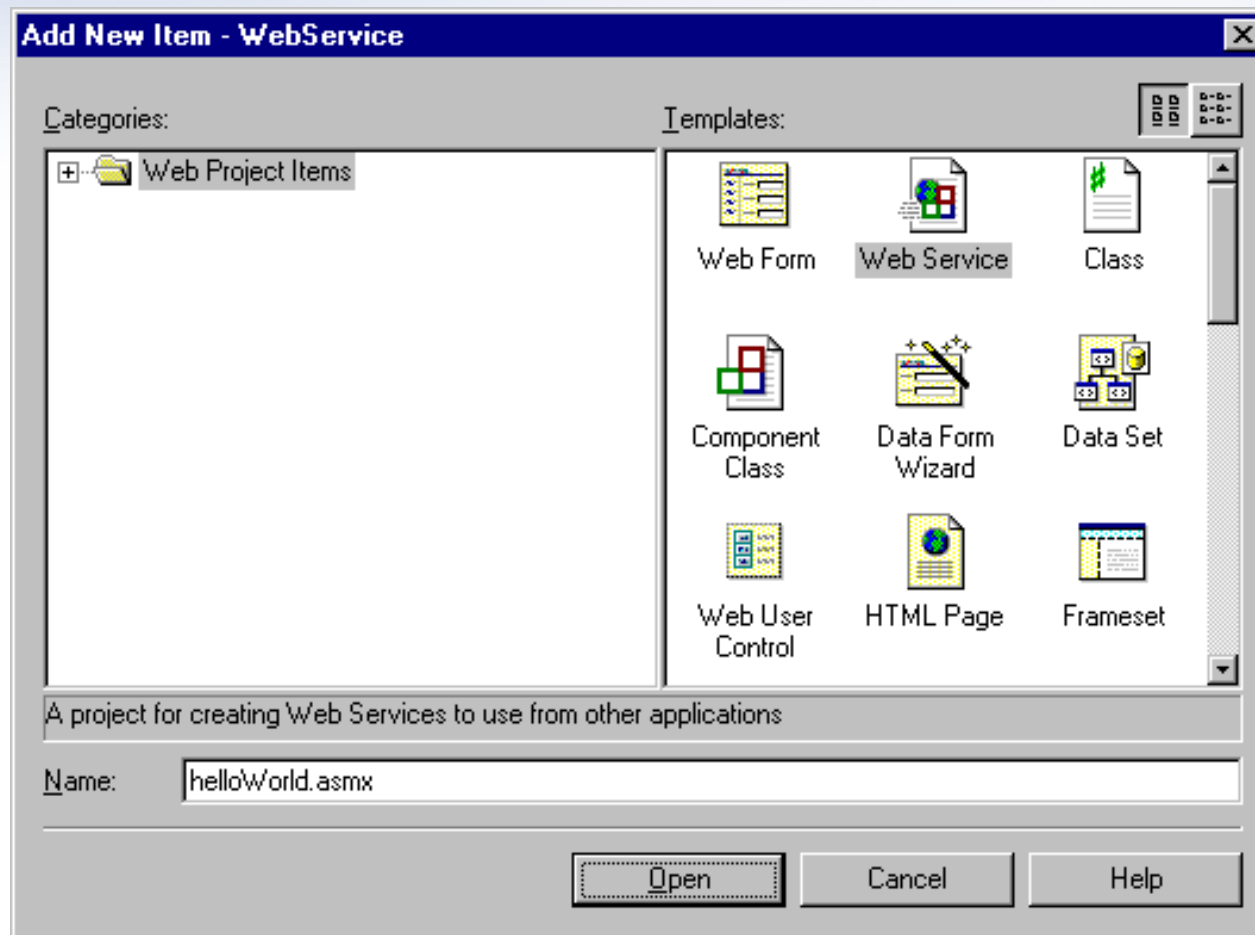 Add New Item - WebService
Categories:
Templates:
Web Project Items
Web Form
Web Service
Class
Component
Class
Data Form
Wizard
Data Set
Web User
Control
HTML Page
Frameset
A project for creating Web Services to use from other applications
Name:
helloWorld.asmx
Open
Cancel
Help